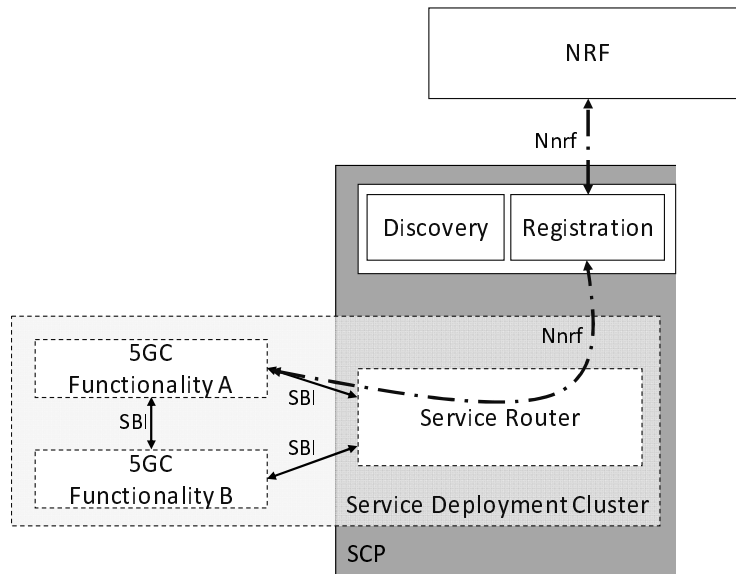 NRF
Nnrf
Discovery
Registration
Nnrf
5GC
Functionality A
SBI
Service Router
SBI
SBI
5GC
Functionality B
Service Deployment Cluster
SCP